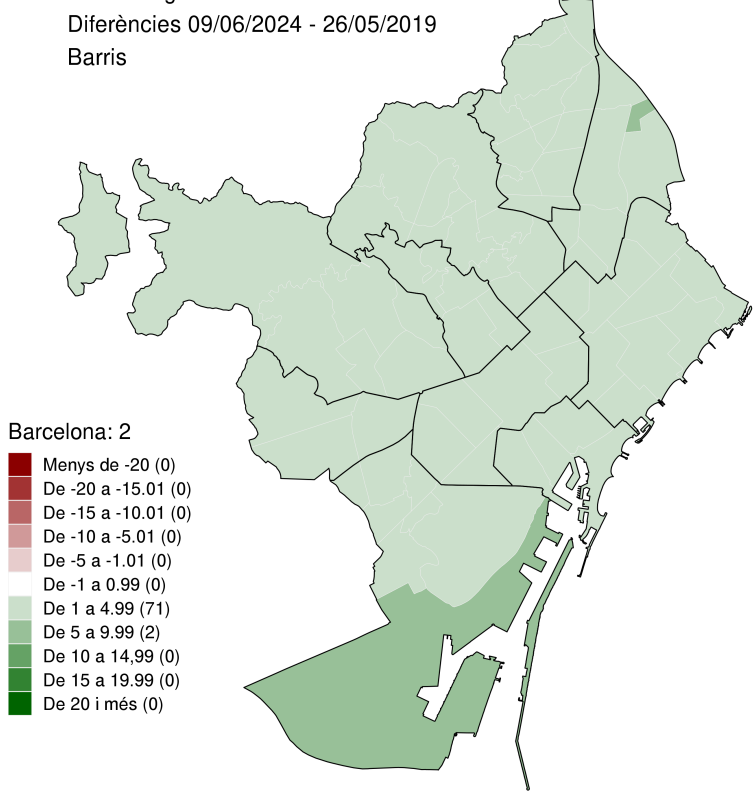 Diferències 09/06/2024 - 26/05/2019
Barris
Barcelona: 2
Menys de -20 (0)
De -20 a -15.01 (0)
De -15 a -10.01 (0)
De -10 a -5.01 (0)
De -5 a -1.01 (0)
De -1 a 0.99 (0)
De 1 a 4.99 (71)
De 5 a 9.99 (2)
De 10 a 14,99 (0)
De 15 a 19.99 (0)
De 20 i més (0)